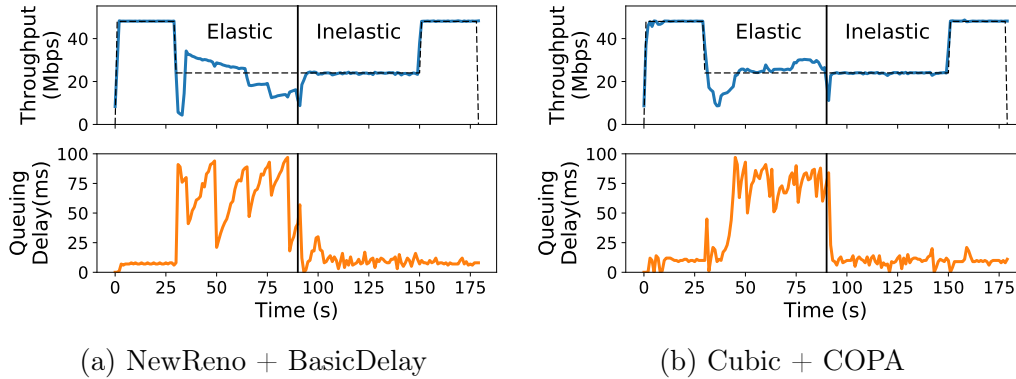 Throughput
(Mbps)
40
20
0
Elastic
Inelastic
Queuing
Delay(ms)
100
75
50
25
0
0 25 50 75 100 125 150 175
Time (s)
(a) NewReno + BasicDelay
Throughput
(Mbps)
40
20
0
Elastic
Inelastic
Queuing
Delay(ms)
100
75
50
25
0
0 25 50 75 100 125 150 175
Time (s)
(b) Cubic + COPA